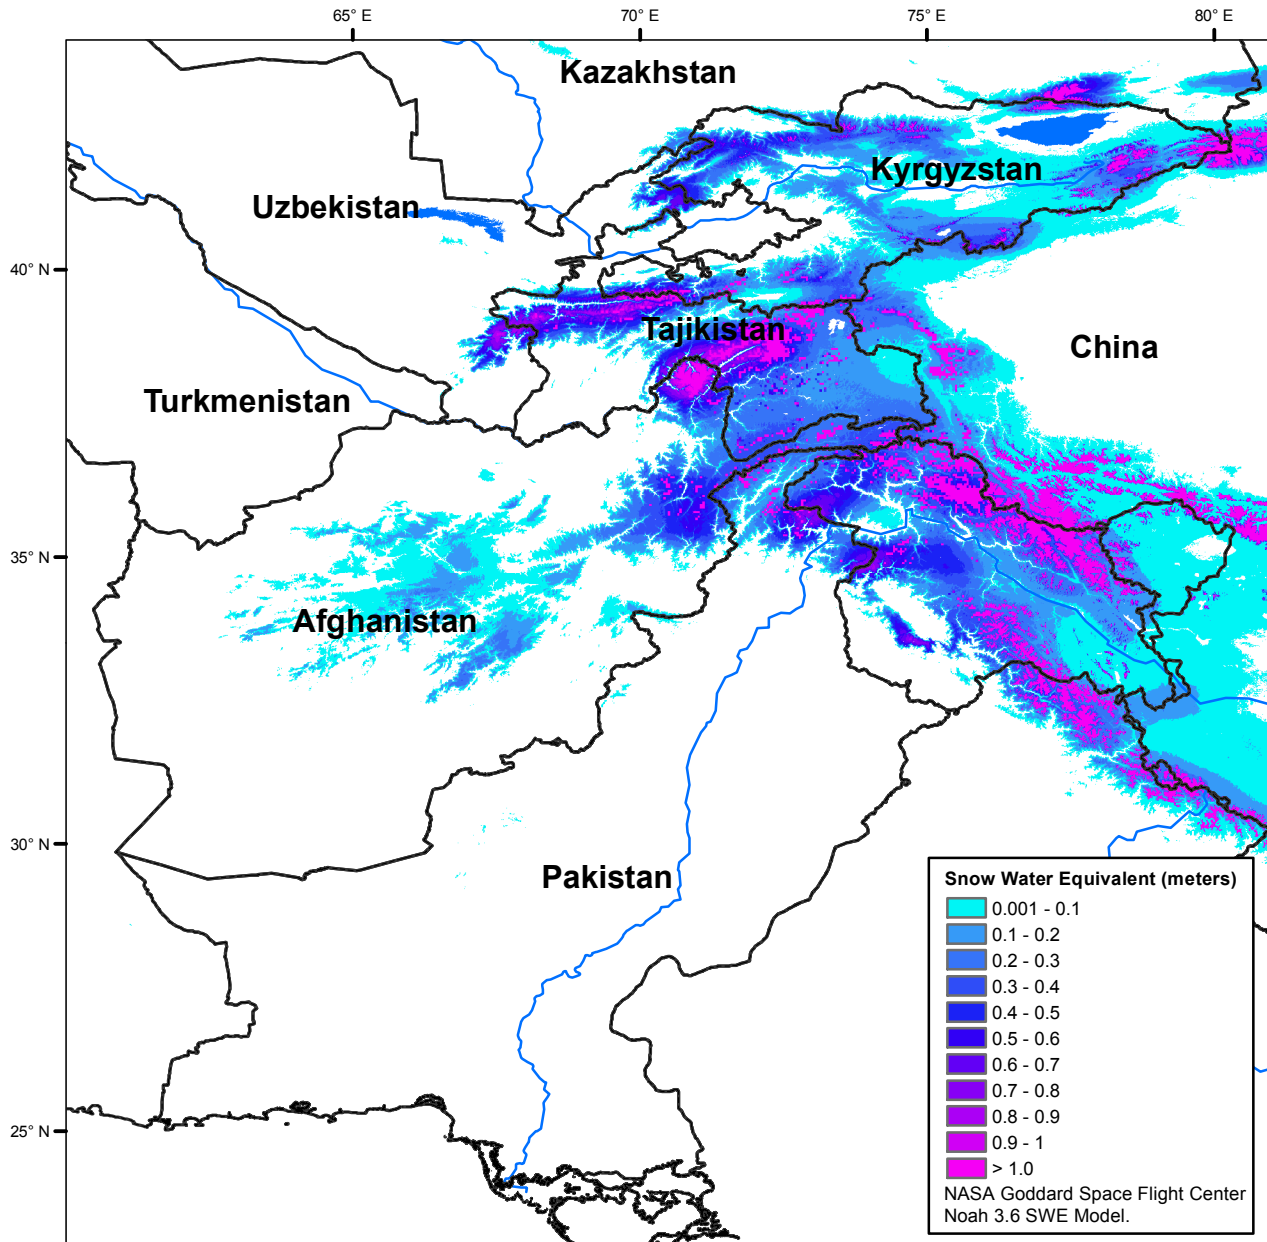 65° E
70° E
75° E
80° E
Kazakhstan
Kyrgyzstan
Uzbekistan
40° N
Tajikistan
China
Turkmenistan
35° N
Afghanistan
30° N
Pakistan
25° N
Snow Water Equivalent (meters)
0.001 - 0.1
0.1 - 0.2
0.2 - 0.3
0.3 - 0.4
0.4 - 0.5
0.5 - 0.6
0.6 - 0.7
0.7 - 0.8
0.8 - 0.9
0.9 - 1
> 1.0
NASA Goddard Space Flight Center
Noah 3.6 SWE Model.